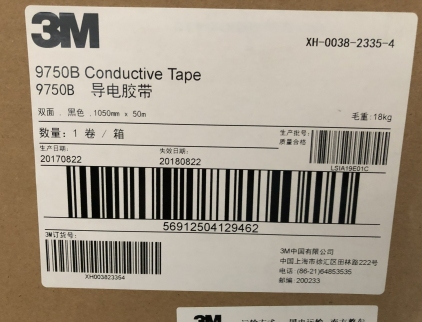 3M
XH-0038-2335-4
9750B Conductive Tape
9750B 导电胶带
双面 . 黑色 . 1050mm x 50m
毛重:18kg
数量: 1 卷 / 箱
生产批号:
质量合格
LSIA19E01C
生产日期:
失效日期:
20170822
20180822
56912504129462
3M订货号:
XH003823354
3M中国有限公司
中国上海市徐汇区田林路222号
电话 (86-21)64853535
邮编 200233
3M